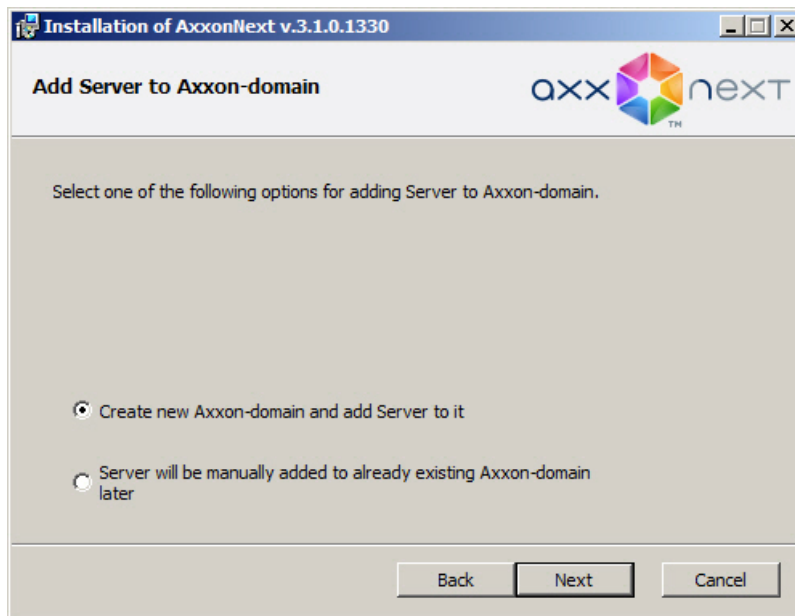 Installation of AxxonNext v.3.1.0.1330
Add Server to Axxon-domain
axx next
TM
Select one of the following options for adding Server to Axxon-domain.
Create new Axxon-domain and add Server to it
Server will be manually added to already existing Axxon-domain
later
Back Next Cancel